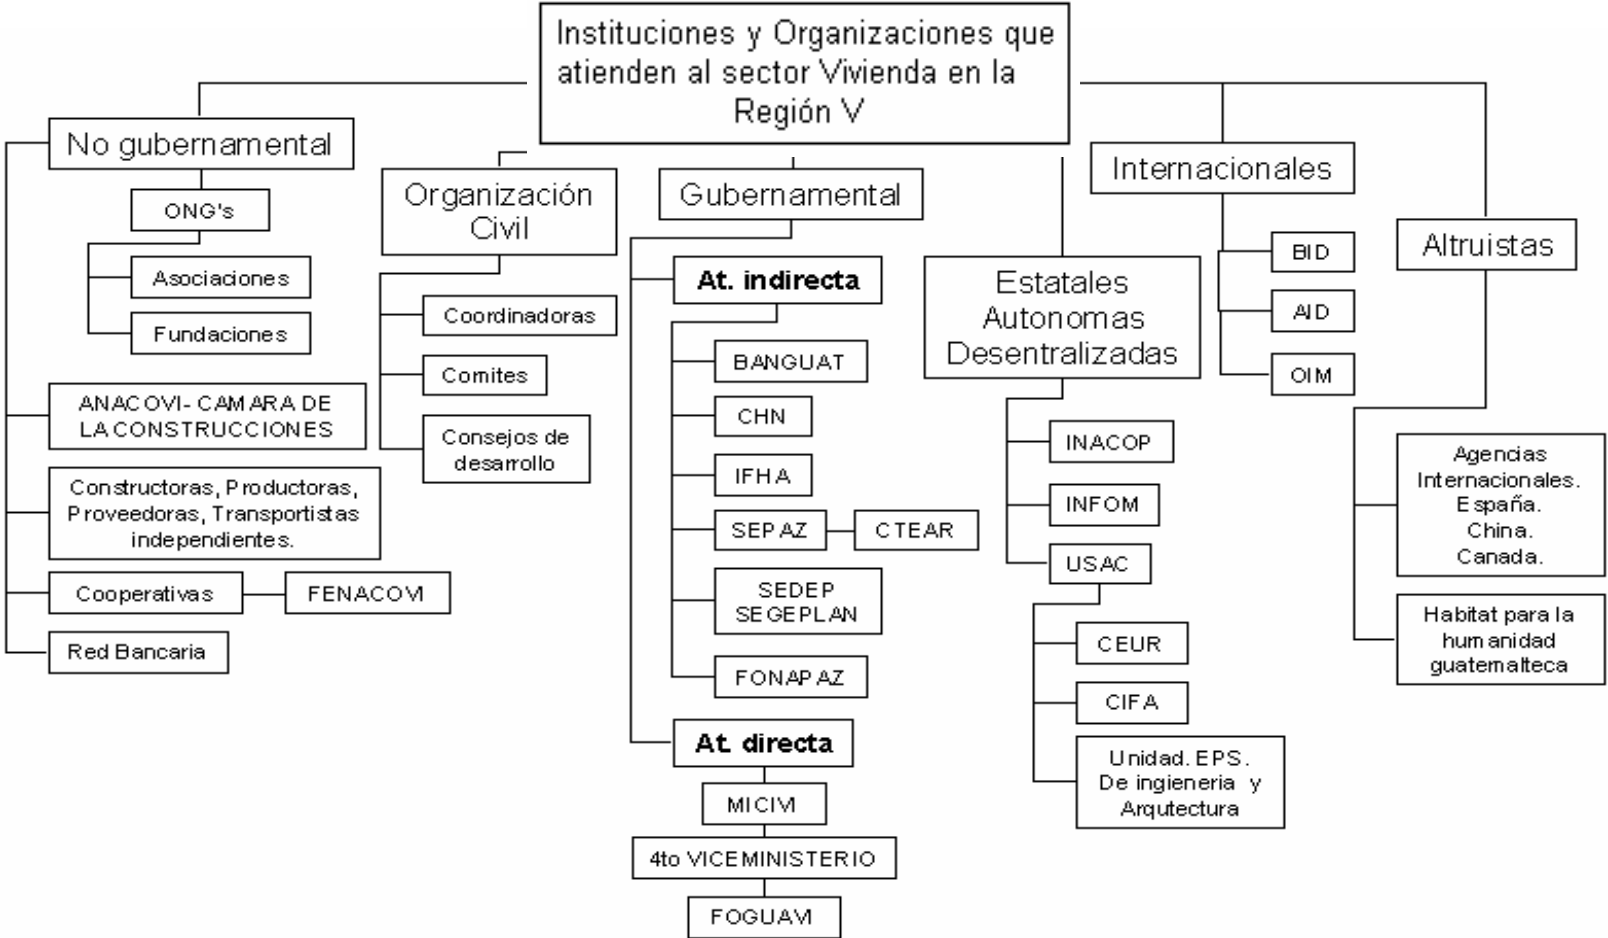 Instituciones y Organizaciones que
atienden al sector Vivienda en la
Región V
No gubernamental
ONG's
Asociaciones
Fundaciones
ANACOVI- CAMARA DE
LA CONSTRUCCIONES
Constructoras, Productoras,
Proveedoras, Transportistas
independientes.
Cooperativas
FENACOVI
Red Bancaria
Organización
Civil
Coordinadoras
Comites
Consejos de
desarrollo
Gubernamental
At. indirecta
BANGUAT
CHN
IFHA
SEPAZ
CTEAR
SEDEP
SEGEPLAN
FONAPAZ
At. directa
MICIVI
4to VICEMINISTERIO
FOGUAVI
Estatales
Autonomas
Desentralizadas
INACOP
INFOM
USAC
CEUR
CIFA
Unidad. EPS.
De ingieneria y
Arqutectura
Internacionales
BID
AID
OIM
Altruistas
Agencias
Internacionales.
España.
China.
Canada.
Habitat para la
humanidad
guatemalteca